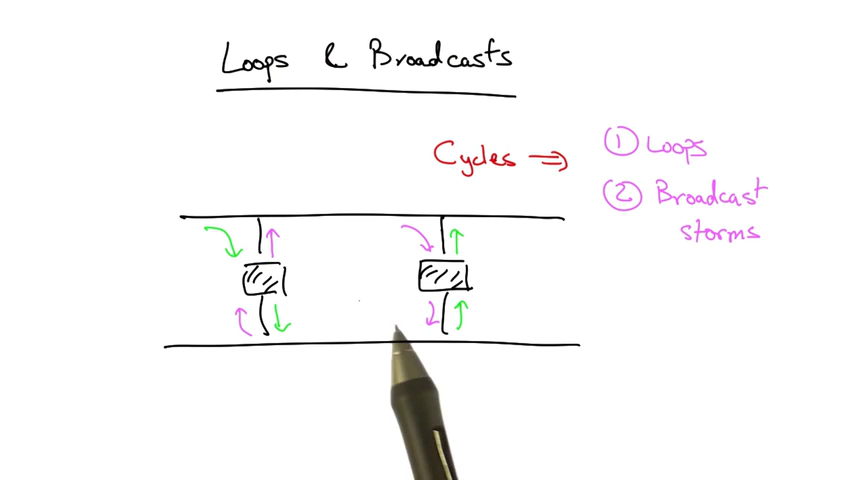 Loops & Broadcasts
Cycles ⇒
① Loops
② Broadcast
storms